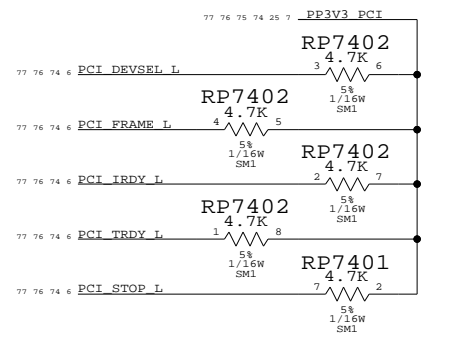 77 76 75 74 25 7 PP3V3_PCI
RP7402
4.7K
77 76 74 6 PCI_DEVSEL_L 3 6
5%
1/16W
SM1
RP7402
4.7K
77 76 74 6 PCI_FRAME_L 4 5
5%
1/16W
SM1
RP7402
4.7K
77 76 74 6 PCI_IRDY_L 2 7
5%
1/16W
SM1
RP7402
4.7K
77 76 74 6 PCI_TRDY_L 1 8
5%
1/16W
SM1
RP7401
4.7K
77 76 74 6 PCI_STOP_L 7 2
5%
1/16W
SM1